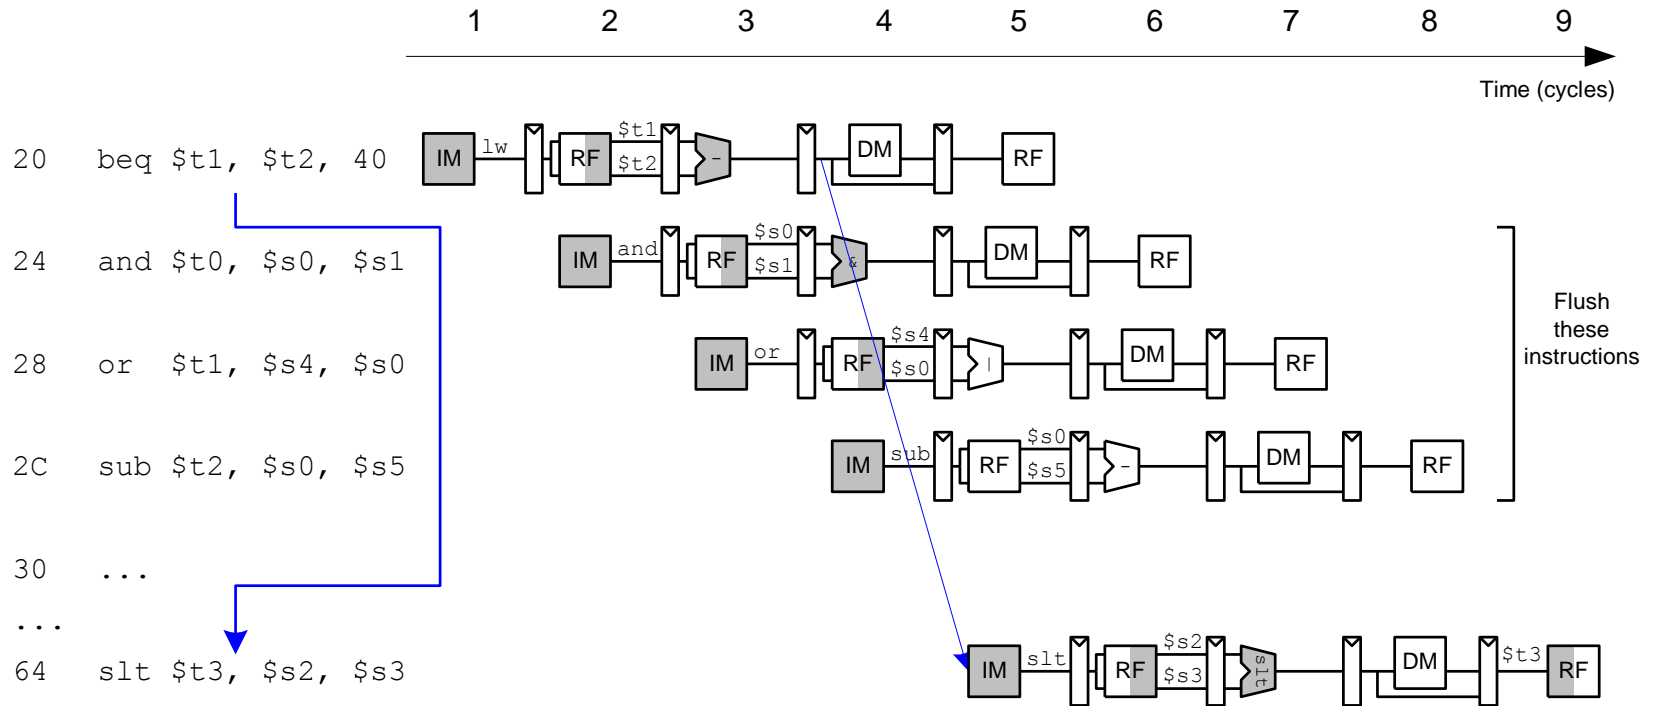 1 2 3 4 5 6 7 8 9
Time (cycles)
20 beq $t1, $t2, 40 IM lw RF $t1 $t2 - DM RF
24 and $t0, $s0, $s1 IM and RF $s0 $s1 & DM RF
28 or $t1, $s4, $s0 IM or RF $s4 $s0 | DM RF
2C sub $t2, $s0, $s5 IM sub RF $s0 $s5 - DM RF
Flush
these
instructions
30 ...
...
64 slt $t3, $s2, $s3 IM slt RF $s2 $s3 slt DM $t3 RF